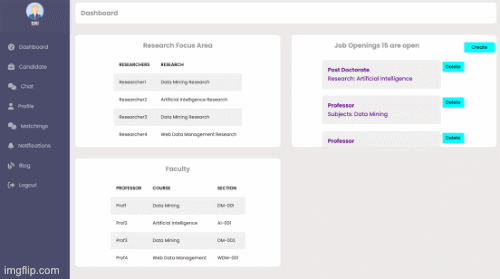 SRI
Dashboard
Candidate
Chat
Profile
Matchings
Notifications
Blog
Logout
Dashboard
Research Focus Area
RESEARCHERS RESEARCH
Researcher1 Data Mining Research
Researcher2 Artificial Intelligence Research
Researcher3 Data Mining Research
Researcher4 Web Data Management Research
Job Openings 15 are open
Create
Post Doctorate
Research: Artificial Intelligence
Delete
Professor
Subjects: Data Mining
Delete
Professor
Delete
Faculty
PROFESSOR COURSE SECTION
Prof1 Data Mining DM-001
Prof2 Artificial Intelligence AI-001
Prof3 Data Mining DM-002
Prof4 Web Data Management WDM-001
imgflip.com